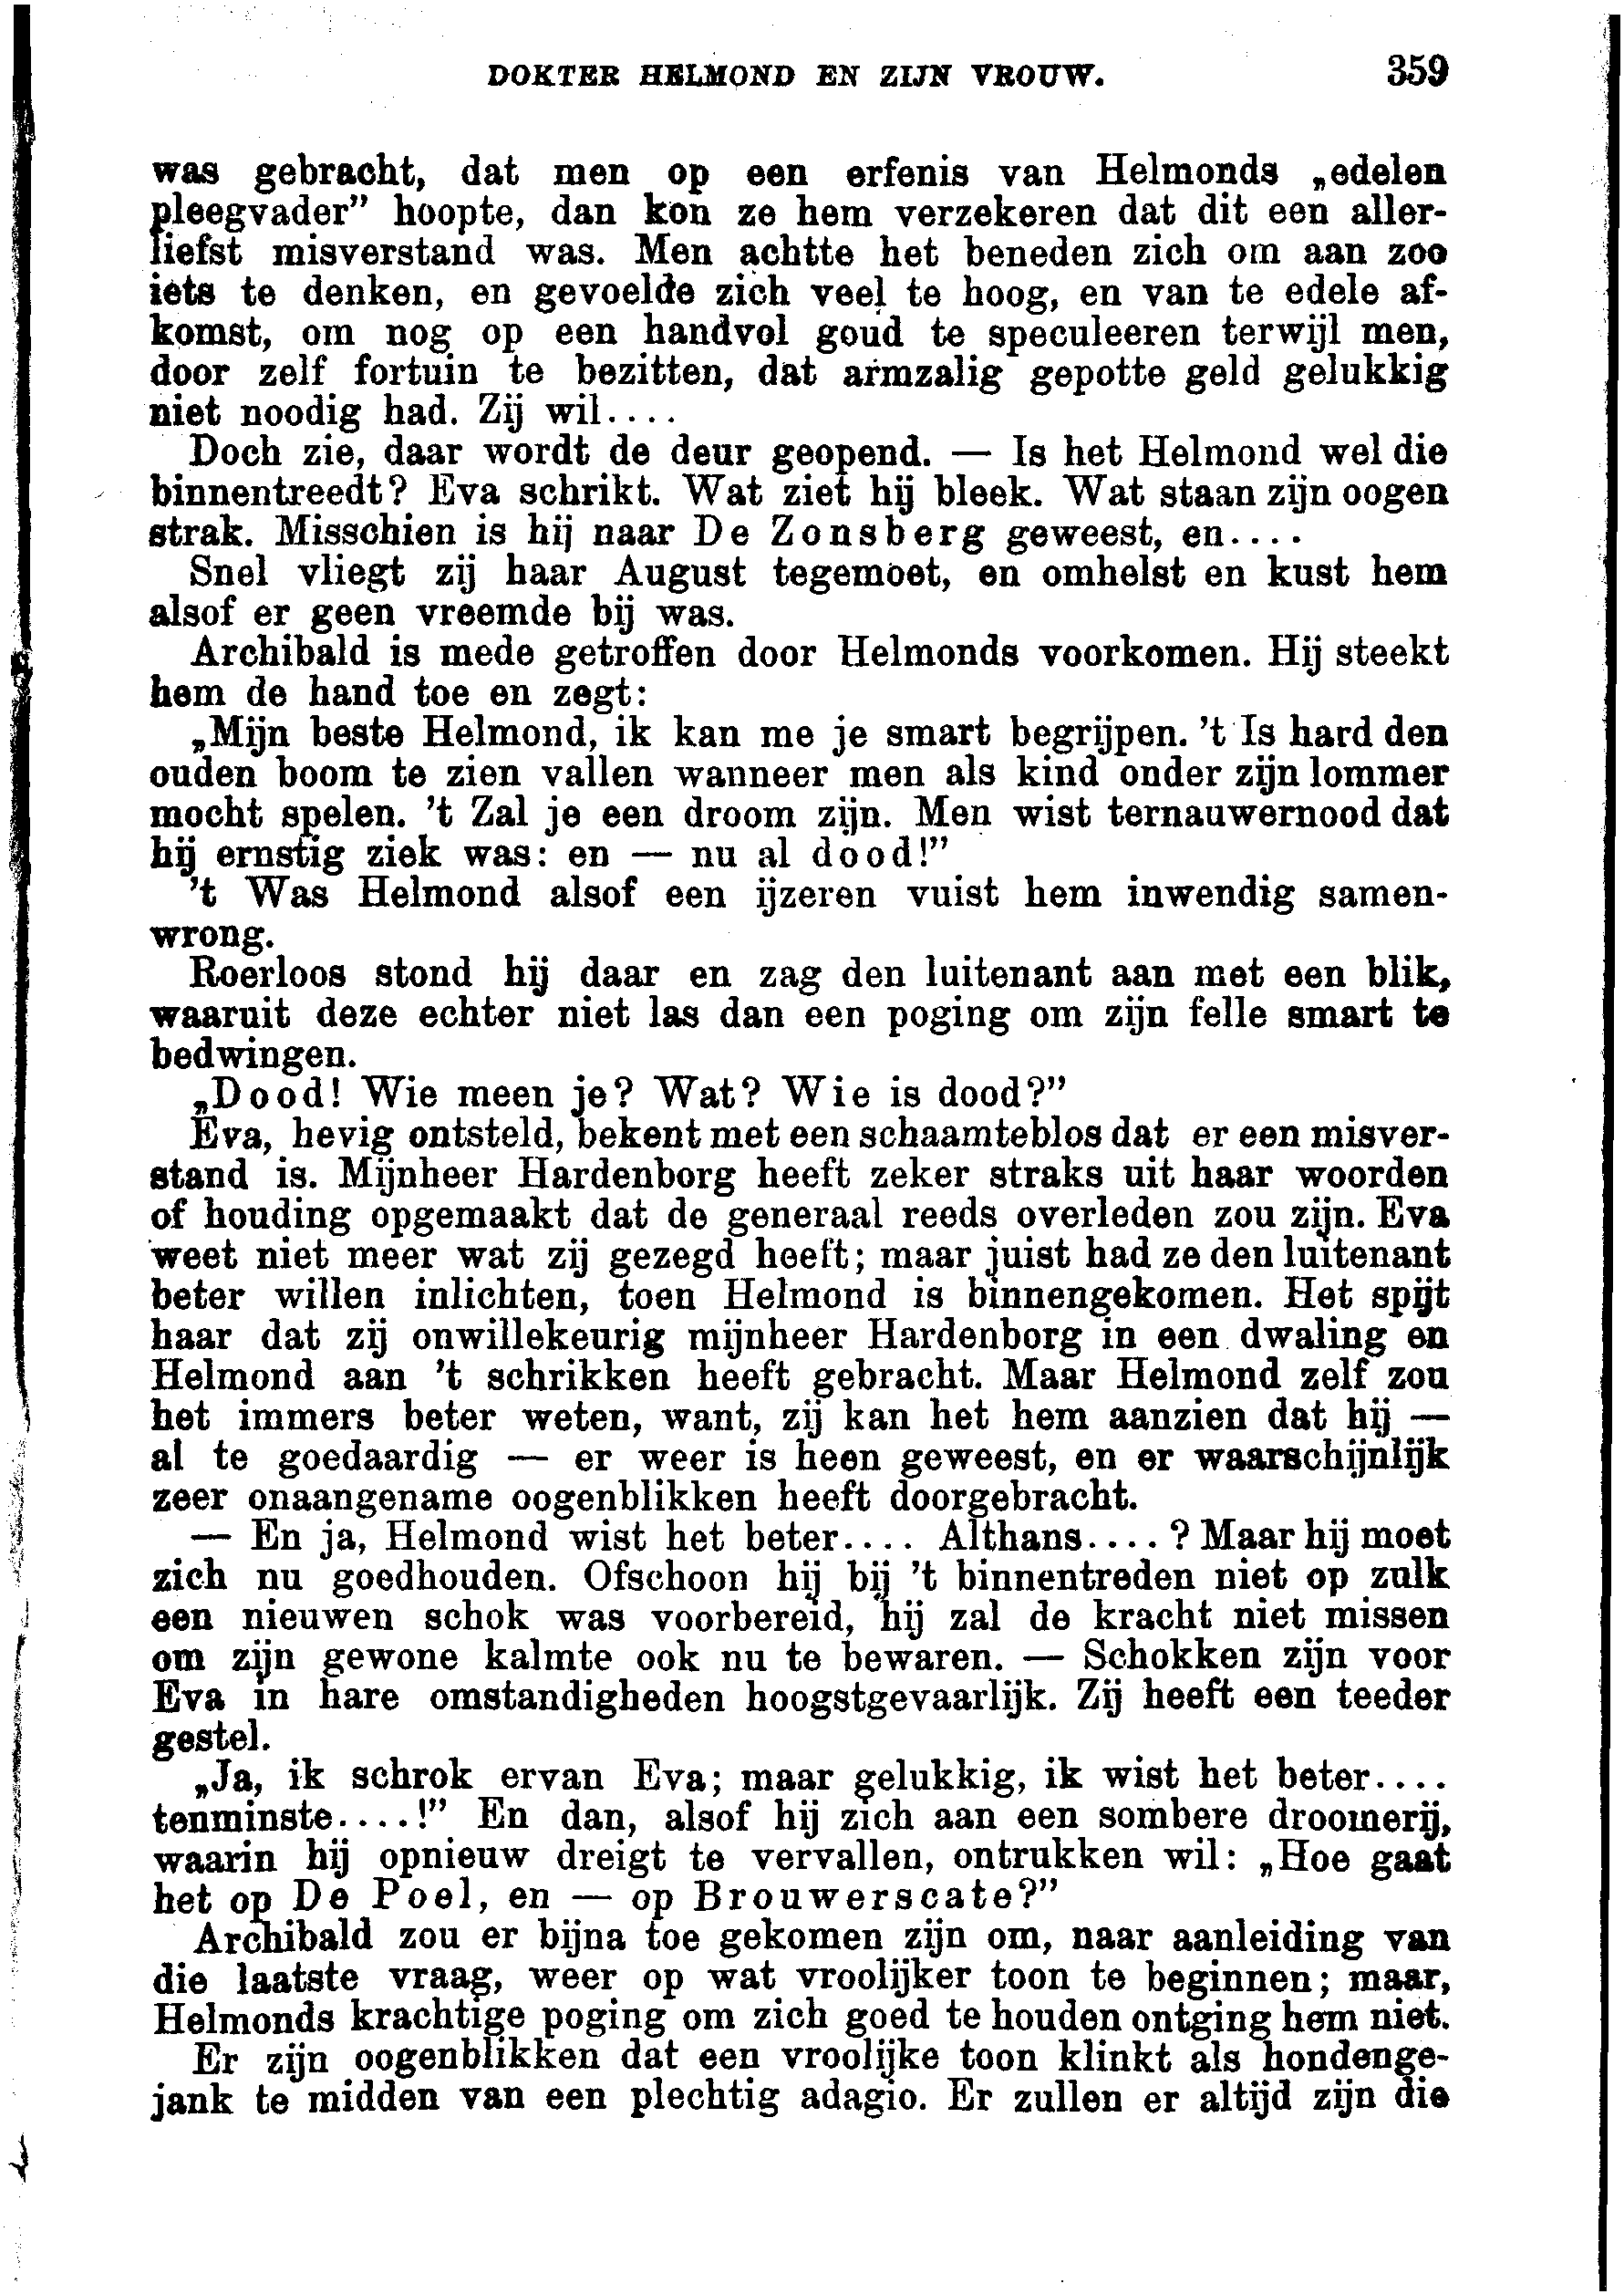 DOKTER HELMOND EN ZIJN VROUW. 359
was gebracht, dat men op een erfenis van Helmonds „edelen
pleegvader” hoopte, dan kon ze hem verzekeren dat dit een aller-
liefst misverstand was. Men achtte het beneden zich om aan zoo
iets te denken, en gevoelde zich veel te hoog, en van te edele af-
komst, om nog op een handvol goud te speculeeren terwijl men,
door zelf fortuin te bezitten, dat armzalig gepotte geld gelukkig
niet noodig had. Zij wil....
Doch zie, daar wordt de deur geopend. — Is het Helmond wel die
binnentreedt? Eva schrikt. Wat ziet hij bleek. Wat staan zijn oogen
strak. Misschien is hij naar De Zonsberg geweest, en....
Snel vliegt zij haar August tegemoet, en omhelst en kust hem
alsof er geen vreemde bij was.
Archibald is mede getroffen door Helmonds voorkomen. Hij steekt
hem de hand toe en zegt:
„Mijn beste Helmond, ik kan me je smart begrijpen. 't Is hard den
ouden boom te zien vallen wanneer men als kind onder zijn lommer
mocht spelen. 't Zal je een droom zijn. Men wist ternauwernood dat
hij ernstig ziek was: en — nu al dood!”
't Was Helmond alsof een ijzeren vuist hem inwendig samen-
wrong.
Roerloos stond hij daar en zag den luitenant aan met een blik,
waaruit deze echter niet las dan een poging om zijn felle smart te
bedwingen.
„Dood! Wie meen je? Wat? Wie is dood?”
Eva, hevig ontsteld, bekent met een schaamteblos dat er een misver-
stand is. Mijnheer Hardenborg heeft zeker straks uit haar woorden
of houding opgemaakt dat de generaal reeds overleden zou zijn. Eva
weet niet meer wat zij gezegd heeft; maar juist had ze den luitenant
beter willen inlichten, toen Helmond is binnengekomen. Het spijt
haar dat zij onwillekeurig mijnheer Hardenborg in een dwaling en
Helmond aan 't schrikken heeft gebracht. Maar Helmond zelf zou
het immers beter weten, want, zij kan het hem aanzien dat hij —
al te goedaardig — er weer is heen geweest, en er waarschijnlijk
zeer onaangename oogenblikken heeft doorgebracht.
— En ja, Helmond wist het beter.... Althans....? Maar hij moet
zich nu goedhouden. Ofschoon hij bij 't binnentreden niet op zulk
een nieuwen schok was voorbereid, hij zal de kracht niet missen
om zijn gewone kalmte ook nu te bewaren. — Schokken zijn voor
Eva in hare omstandigheden hoogstgevaarlijk. Zij heeft een teeder
gestel.
„Ja, ik schrok ervan Eva; maar gelukkig, ik wist het beter....
tenminste....!” En dan, alsof hij zich aan een sombere droomerij,
waarin hij opnieuw dreigt te vervallen, ontrukken wil: „Hoe gaat
het op De Poel, en — op Brouwerscate?”
Archibald zou er bijna toe gekomen zijn om, naar aanleiding van
die laatste vraag, weer op wat vroolijker toon te beginnen; maar,
Helmonds krachtige poging om zich goed te houden ontging hem niet.
Er zijn oogenblikken dat een vroolijke toon klinkt als hondenge-
jank te midden van een plechtig adagio. Er zullen er altijd zijn die